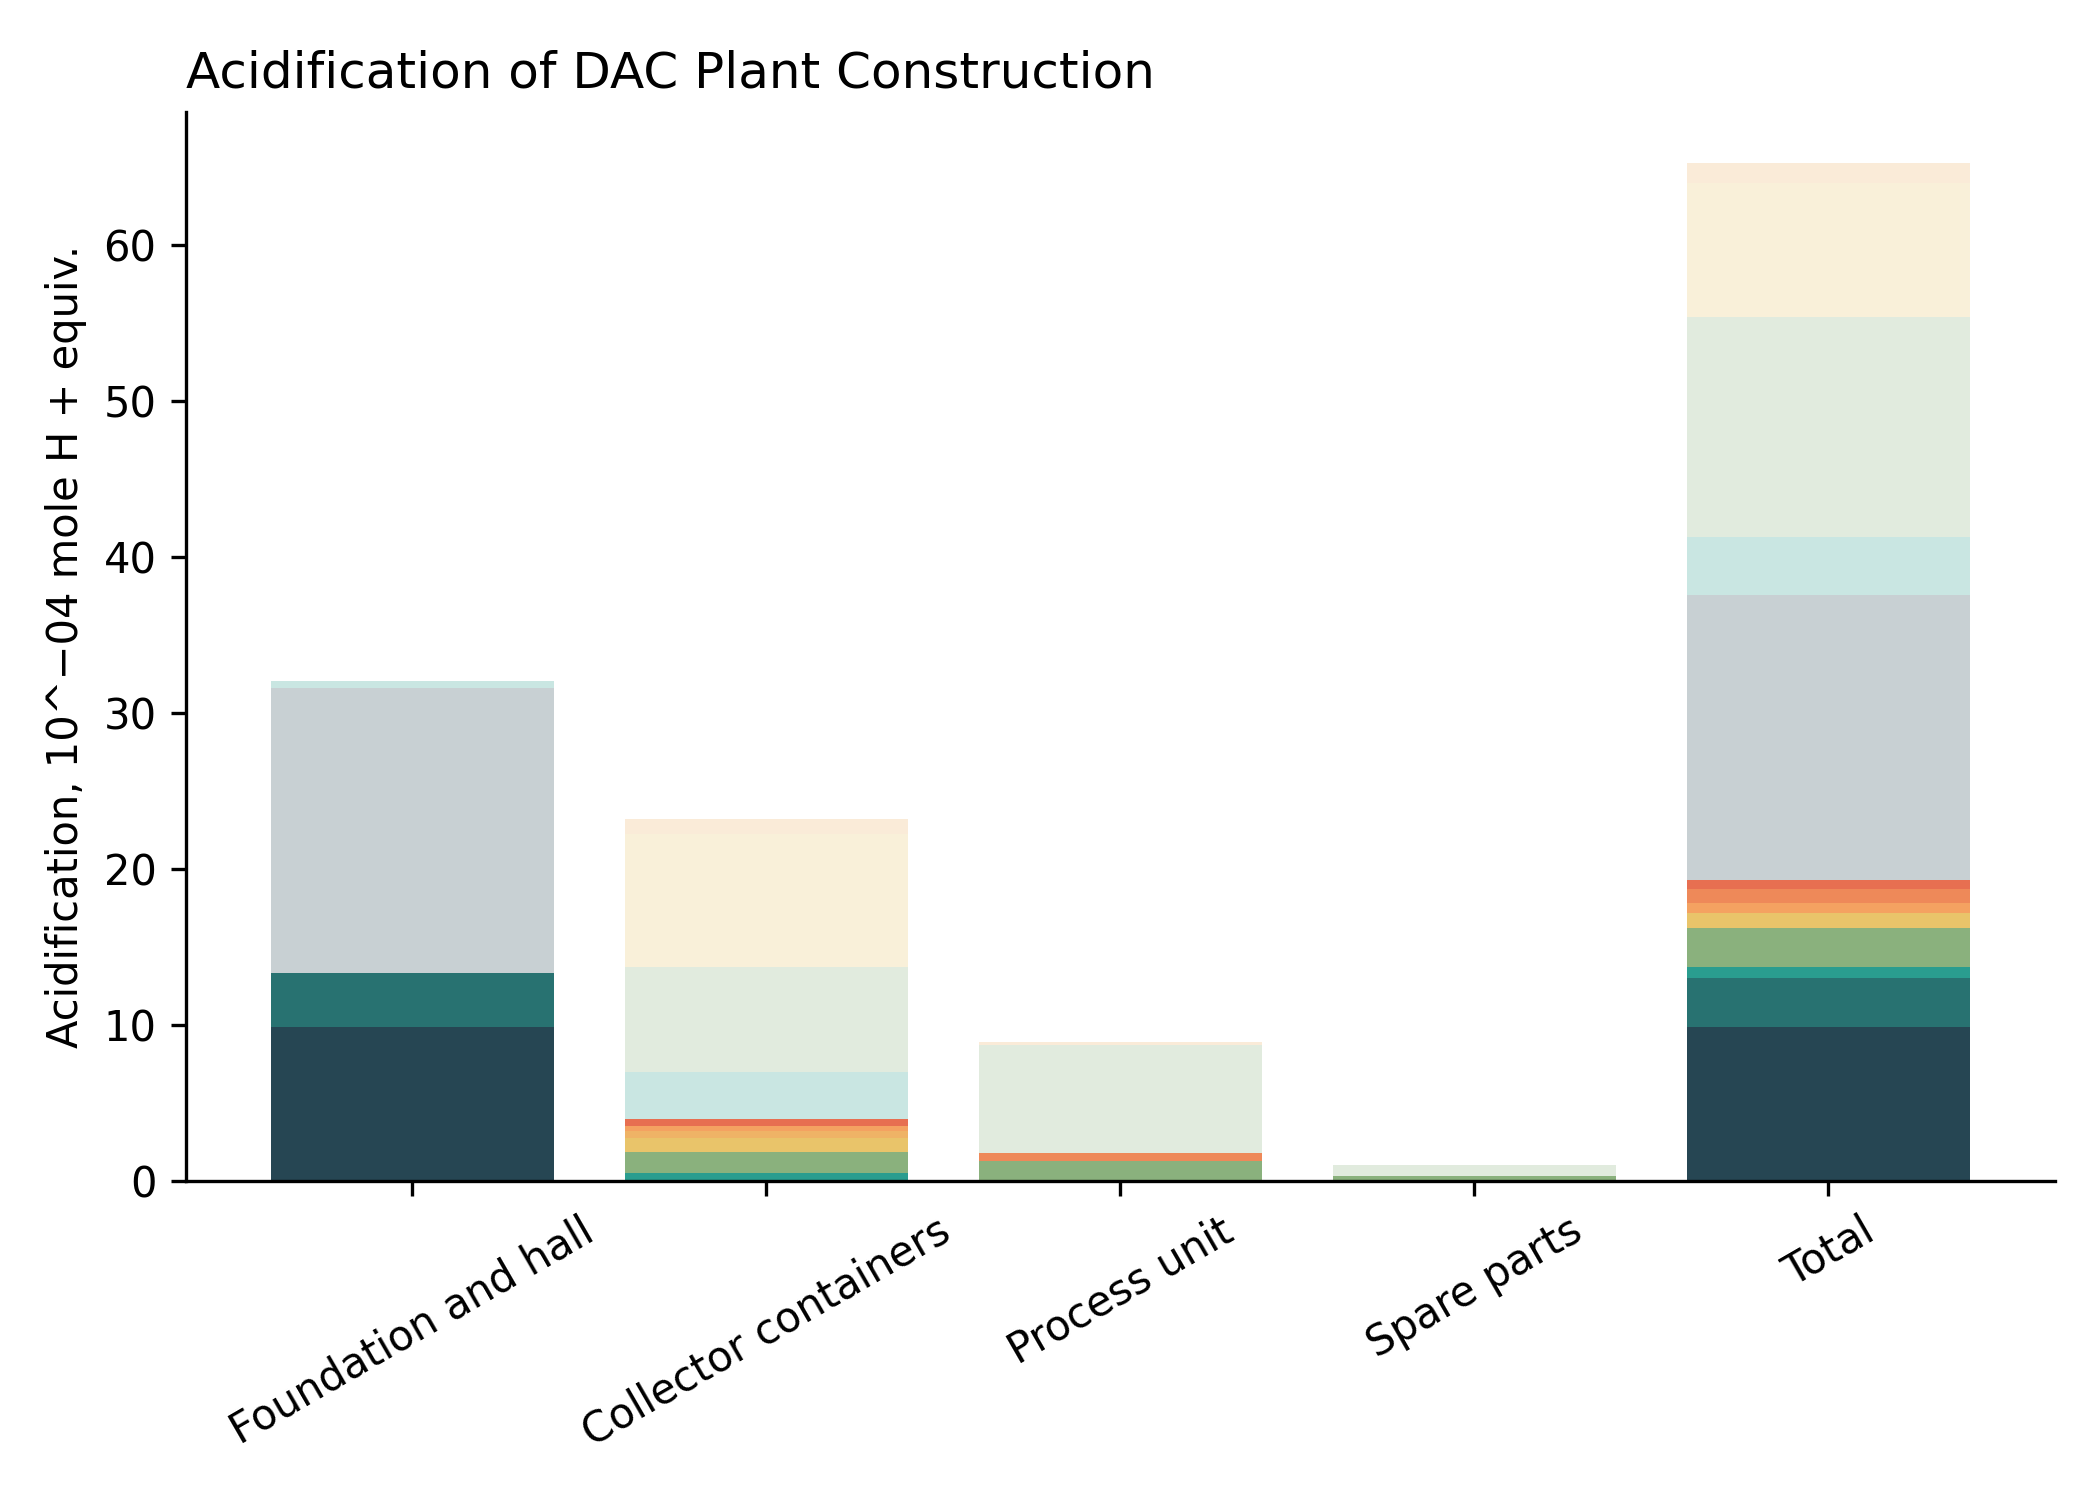 Acidification of DAC Plant Construction
Acidification, 10^−04 mole H + equiv.
60
50
40
30
20
10
0
Foundation and hall
Collector containers
Process unit
Spare parts
Total